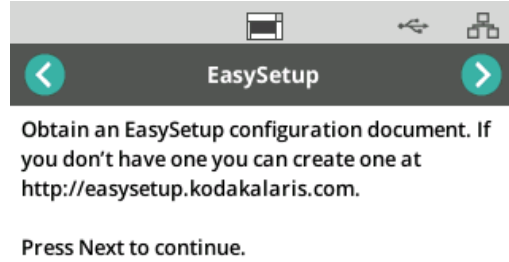 EasySetup
Obtain an EasySetup configuration document. If
you don’t have one you can create one at
http://easysetup.kodakalaris.com.
Press Next to continue.